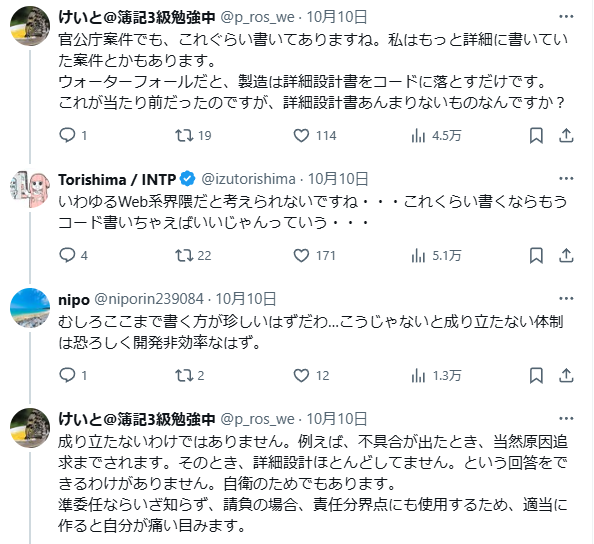 けいと@簿記3級勉強中 @p_ros_we · 10月10日
官公庁案件でも、これぐらい書いてありますね。私はもっと詳細に書いてい
た案件とかもあります。
ウォーターフォールだと、製造は詳細設計書をコードに落とすだけです。
これが当たり前だったのですが、詳細設計書あんまりないものなんですか？
1 19 114 4.5万
Torishima / INTP @izutorishima · 10月10日
いわゆるWeb系界隈だと考えられないですね・・・これくらい書くならもう
コード書いちゃえばいいじゃんっていう・・・
4 22 171 5.1万
nipo @niporin239084 · 10月10日
むしろここまで書く方が珍しいはずだわ...こうじゃないと成り立たない体制
は恐ろしく開発非効率なはず。
1 2 12 1.3万
けいと@簿記3級勉強中 @p_ros_we · 10月10日
成り立たないわけではありません。例えば、不具合が出たとき、当然原因追
求までされます。そのとき、詳細設計ほとんどしてません。という回答をで
きるわけがありません。自衛のためでもあります。
準委任ならいざ知らず、請負の場合、責任分界点にも使用するため、適当に
作ると自分が痛い目みます。